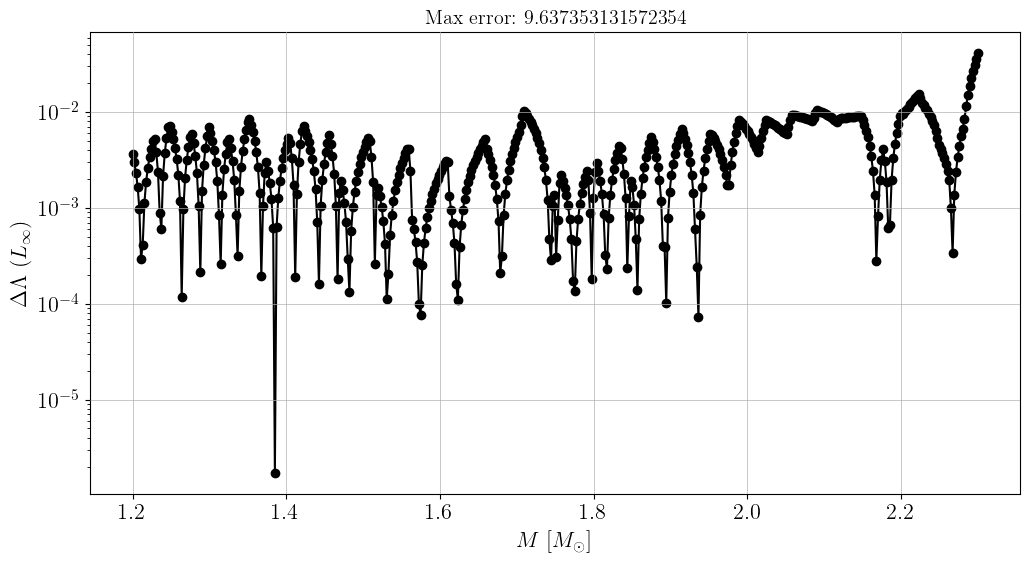 Max error: 9.637353131572354
10⁻²
10⁻³
10⁻⁴
10⁻⁵
ΔΛ (L∞)
1.2 1.4 1.6 1.8 2.0 2.2
M [M⊙]